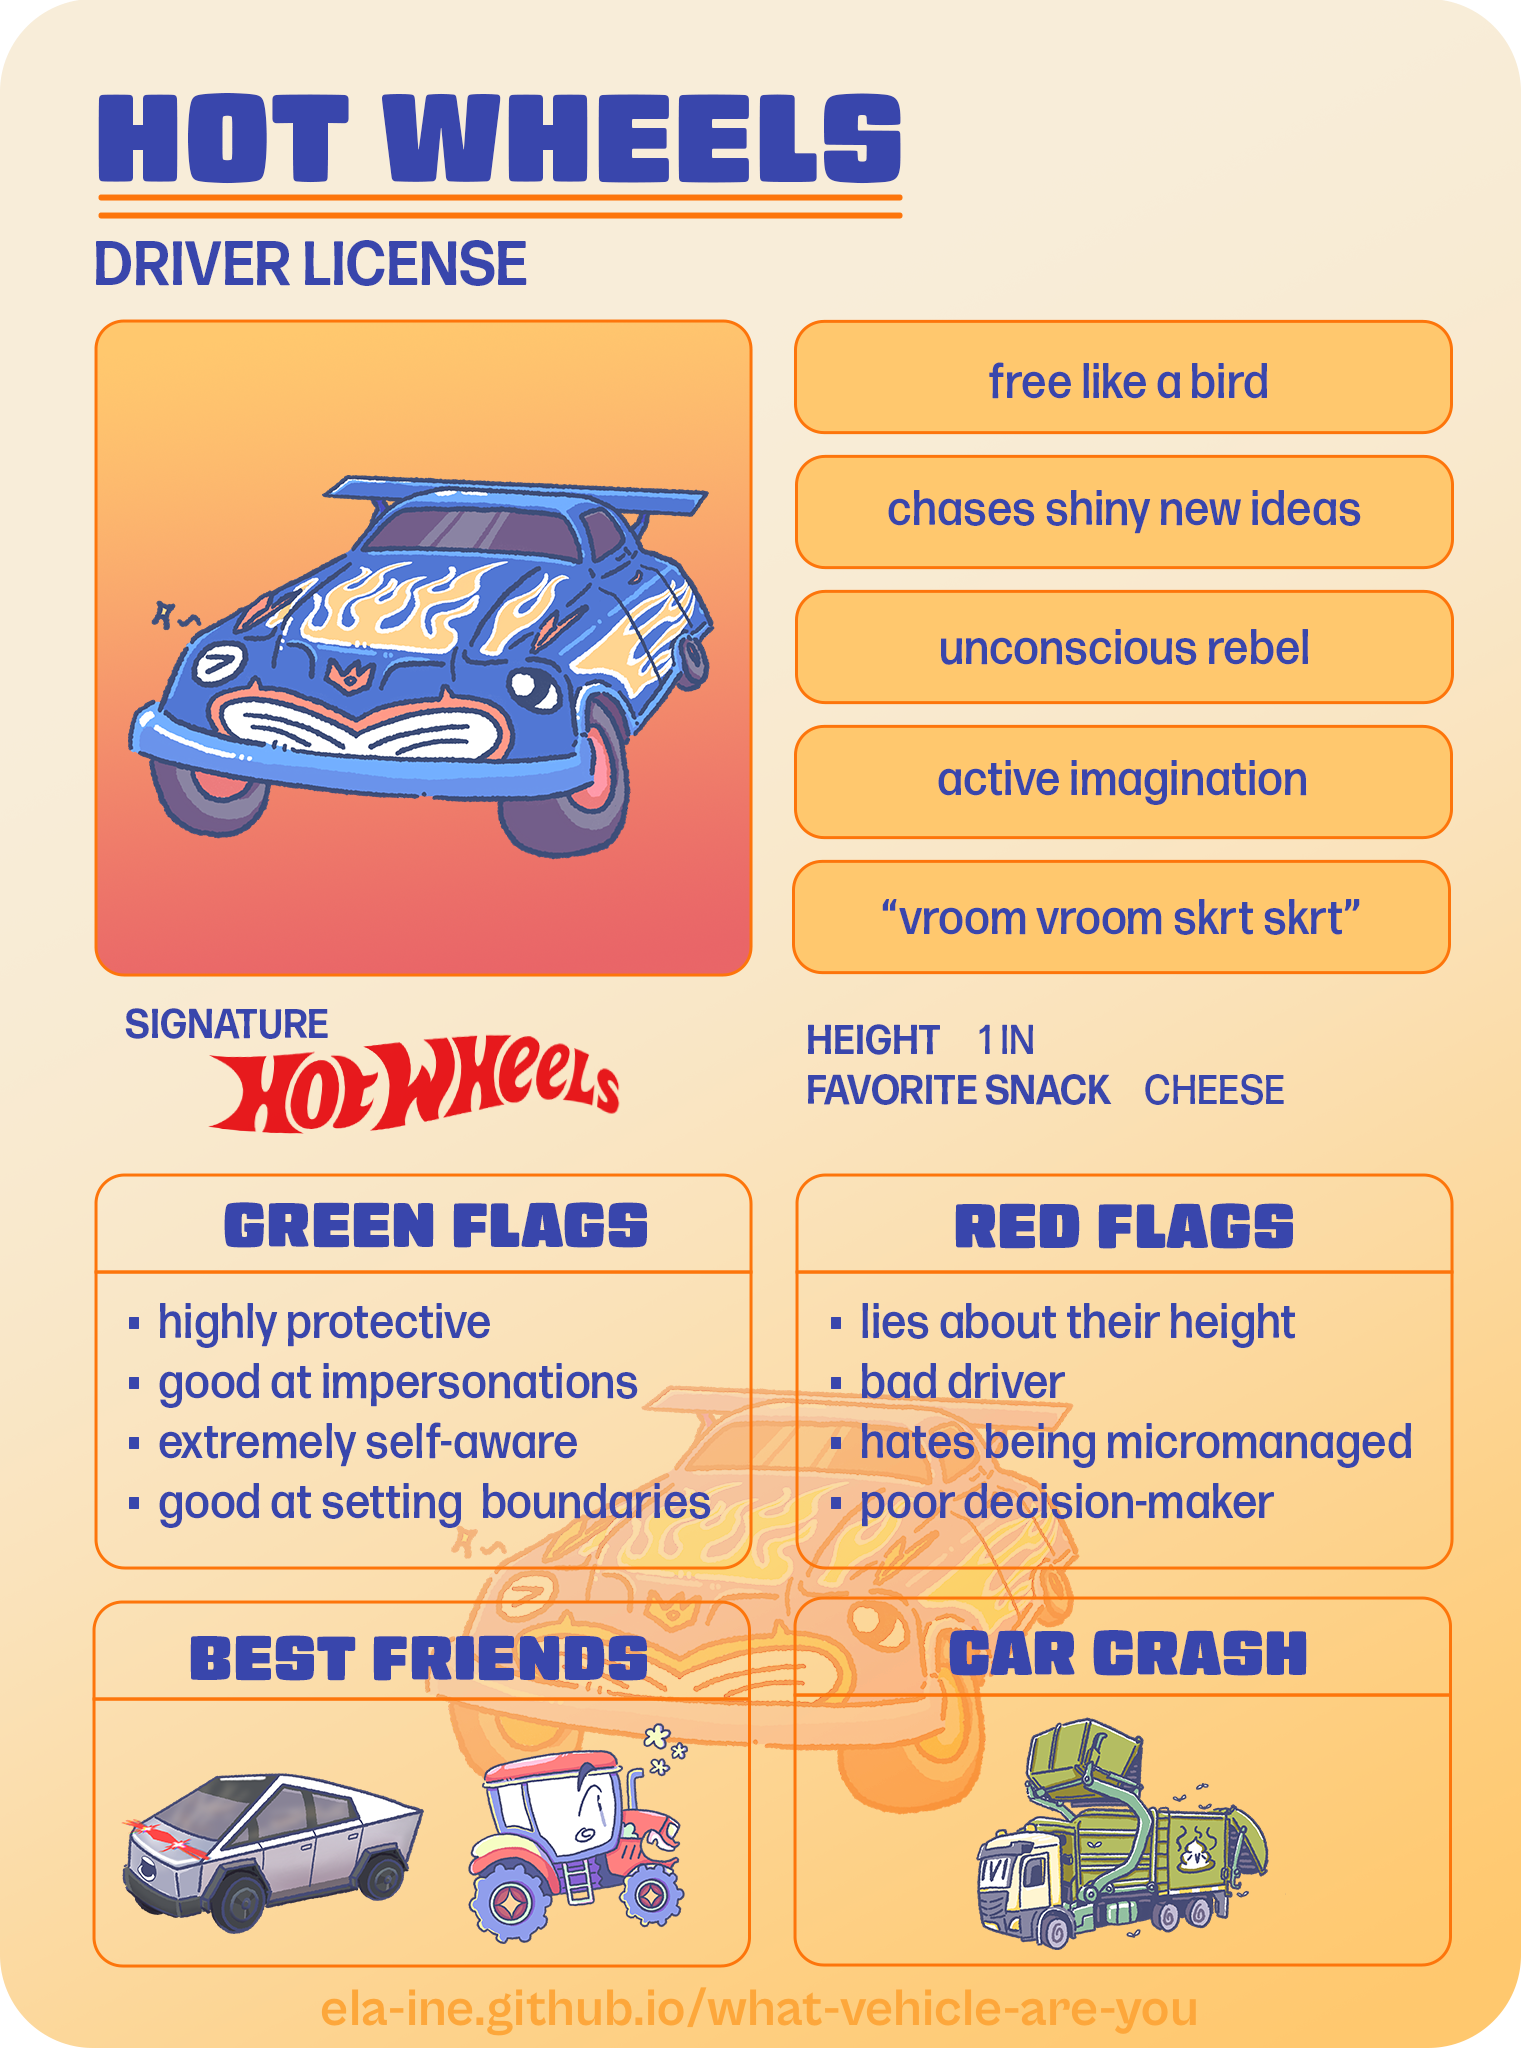 HOT WHEELS
DRIVER LICENSE
free like a bird
chases shiny new ideas
unconscious rebel
active imagination
“vroom vroom skrt skrt”
SIGNATURE
Hot Wheels
HEIGHT 1 IN
FAVORITE SNACK CHEESE
GREEN FLAGS
▪ highly protective
▪ good at impersonations
▪ extremely self-aware
▪ good at setting boundaries
RED FLAGS
▪ lies about their height
▪ bad driver
▪ hates being micromanaged
▪ poor decision-maker
BEST FRIENDS
CAR CRASH
ela-ine.github.io/what-vehicle-are-you